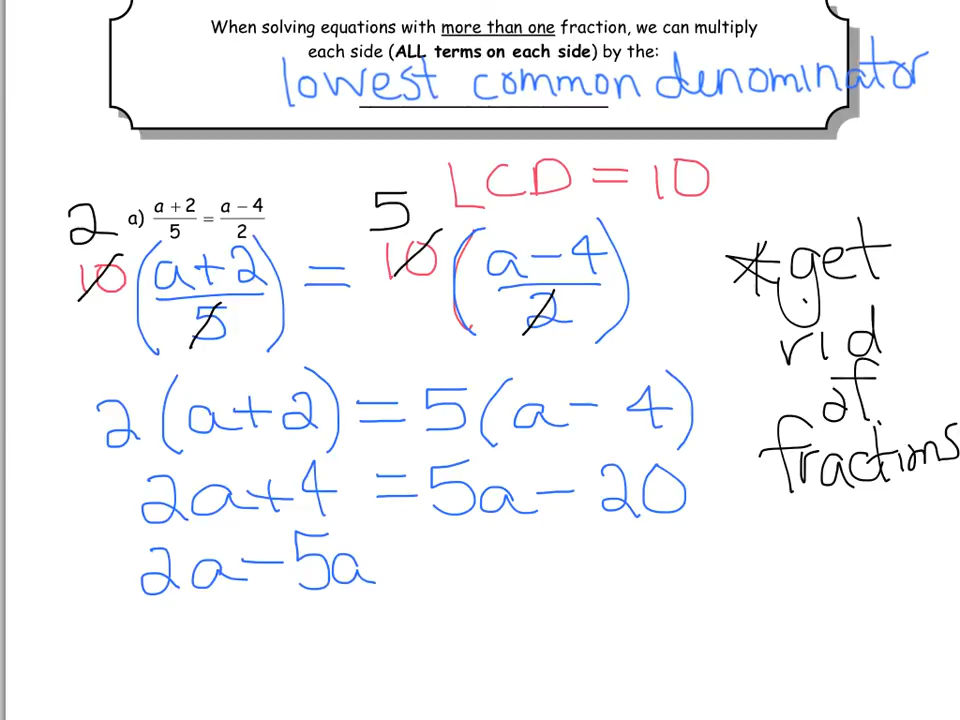 When solving equations with more than one fraction, we can multiply
each side (ALL terms on each side) by the:
lowest common denominator
LCD = 10
2 a) (a + 2)/5 = (a − 4)/2 5
10 ((a+2)/5) = 10 ((a−4)/2)
2(a+2) = 5(a−4)
2a+4 = 5a−20
2a−5a
*get
rid
of
fractions